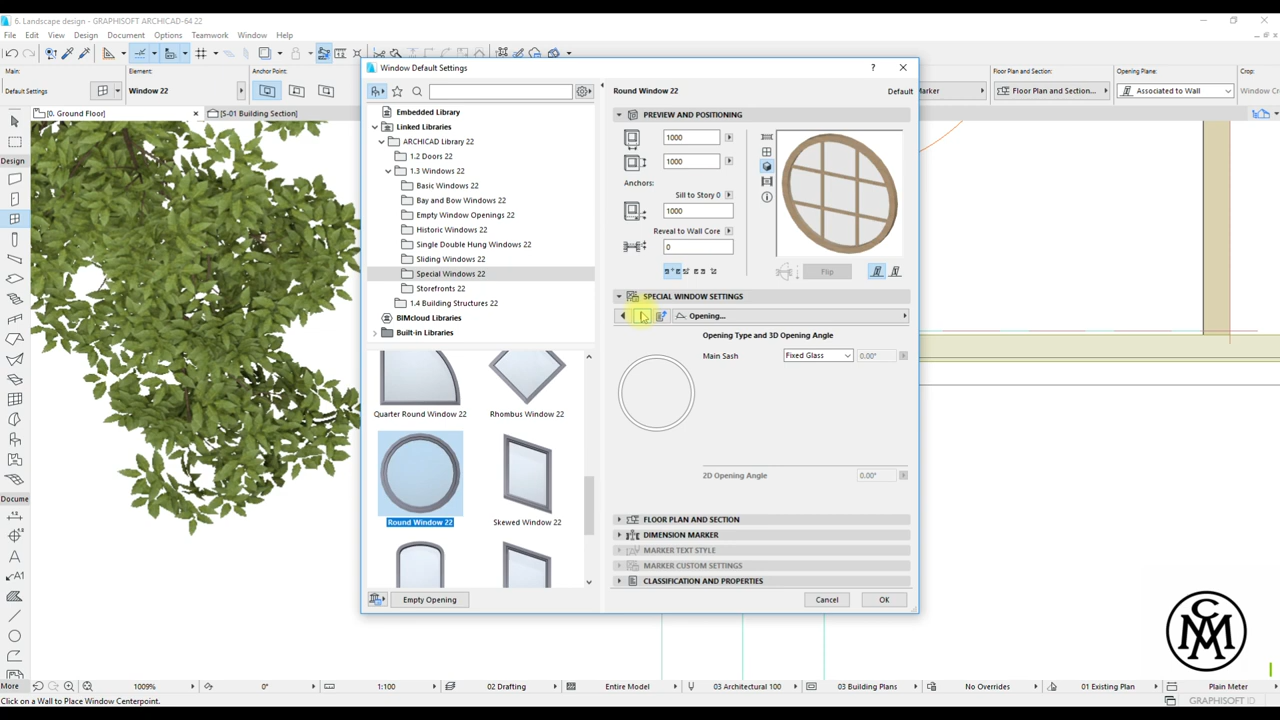 6. Landscape design - GRAPHISOFT ARCHICAD-64 22
File Edit View Design Document Options Teamwork Window Help
Main:
Default Settings
Element:
Window 22
Anchor Point:
Marker
Floor Plan and Section:
Floor Plan and Section...
Opening Plane:
Associated to Wall
Crop:
Window Cr
[0. Ground Floor]
[S-01 Building Section]
Design
Docume
A1
More
Window Default Settings
?
Embedded Library
Linked Libraries
ARCHICAD Library 22
1.2 Doors 22
1.3 Windows 22
Basic Windows 22
Bay and Bow Windows 22
Empty Window Openings 22
Historic Windows 22
Single Double Hung Windows 22
Sliding Windows 22
Special Windows 22
Storefronts 22
1.4 Building Structures 22
BIMcloud Libraries
Built-in Libraries
Quarter Round Window 22
Rhombus Window 22
Round Window 22
Skewed Window 22
Empty Opening
Round Window 22
Default
PREVIEW AND POSITIONING
1000
1000
Anchors:
Sill to Story 0
1000
Reveal to Wall Core
0
Flip
SPECIAL WINDOW SETTINGS
Opening...
Opening Type and 3D Opening Angle
Main Sash
Fixed Glass
0.00°
2D Opening Angle
0.00°
FLOOR PLAN AND SECTION
DIMENSION MARKER
MARKER TEXT STYLE
MARKER CUSTOM SETTINGS
CLASSIFICATION AND PROPERTIES
Cancel
OK
CMA
1009%
0°
1:100
02 Drafting
Entire Model
03 Architectural 100
03 Building Plans
No Overrides
01 Existing Plan
Plain Meter
Click on a Wall to Place Window Centerpoint.
GRAPHISOFT ID